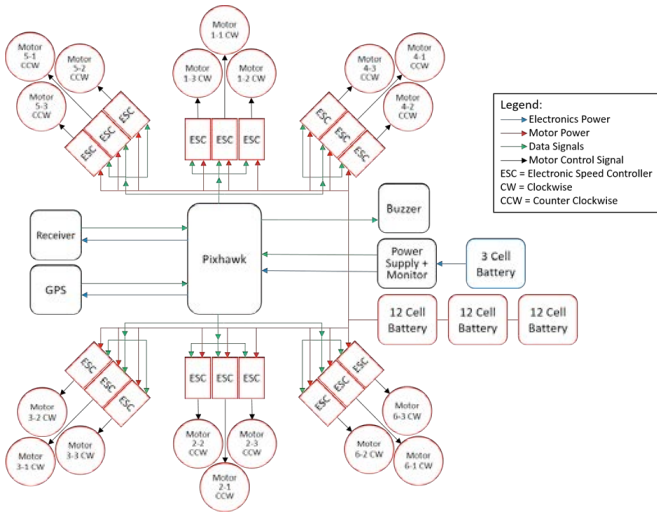 Motor
5-1
CCW
Motor
5-2
CCW
Motor
5-3
CCW
ESC
ESC
ESC
Motor
1-1 CW
Motor
1-3 CW
Motor
1-2 CW
ESC
ESC
ESC
Motor
4-3
CCW
Motor
4-1
CCW
Motor
4-2
CCW
ESC
ESC
ESC
Legend:
Electronics Power
Motor Power
Data Signals
Motor Control Signal
ESC = Electronic Speed Controller
CW = Clockwise
CCW = Counter Clockwise
Receiver
GPS
Pixhawk
Buzzer
Power
Supply +
Monitor
3 Cell
Battery
12 Cell
Battery
12 Cell
Battery
12 Cell
Battery
ESC
ESC
ESC
Motor
3-2 CW
Motor
3-1 CW
Motor
3-3 CW
ESC
ESC
ESC
Motor
2-2
CCW
Motor
2-3
CCW
Motor
2-1
CCW
ESC
ESC
ESC
Motor
6-3 CW
Motor
6-2 CW
Motor
6-1 CW